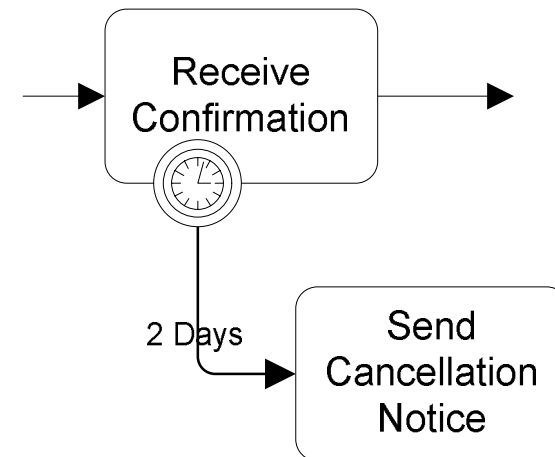 Receive
Confirmation
2 Days
Send
Cancellation
Notice